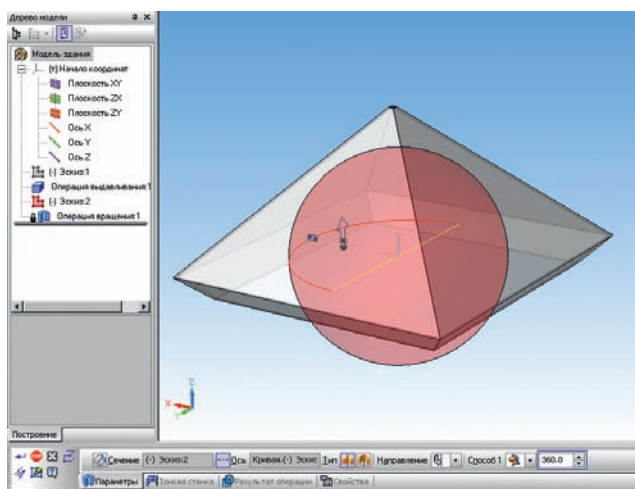 Дерево модели
Модель здания
(т) Начало координат
Плоскость XY
Плоскость ZX
Плоскость ZY
Ось X
Ось Y
Ось Z
(-) Эскиз:1
Операция выдавливания:1
(-) Эскиз:2
Операция вращения:1
Z
X
Y
Построение
Сечение (-) Эскиз:2 Ось Кривая.(-) Эскиє Тип Направление Способ 1 360.0
Параметры Тонкая стенка Результат операции Свойства